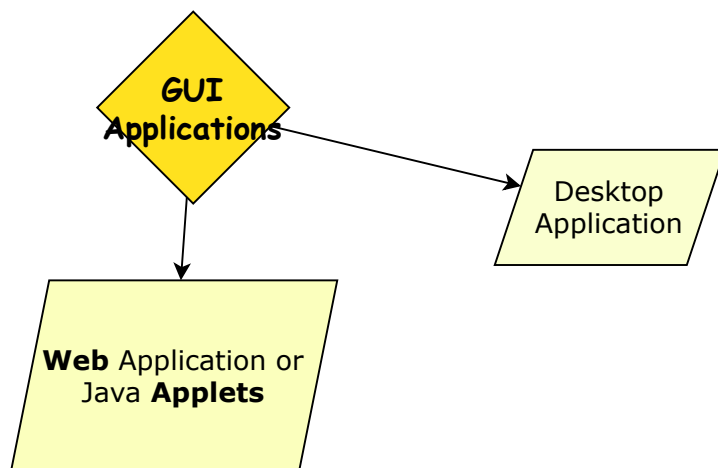 GUI
Applications
Desktop
Application
Web Application or
Java Applets